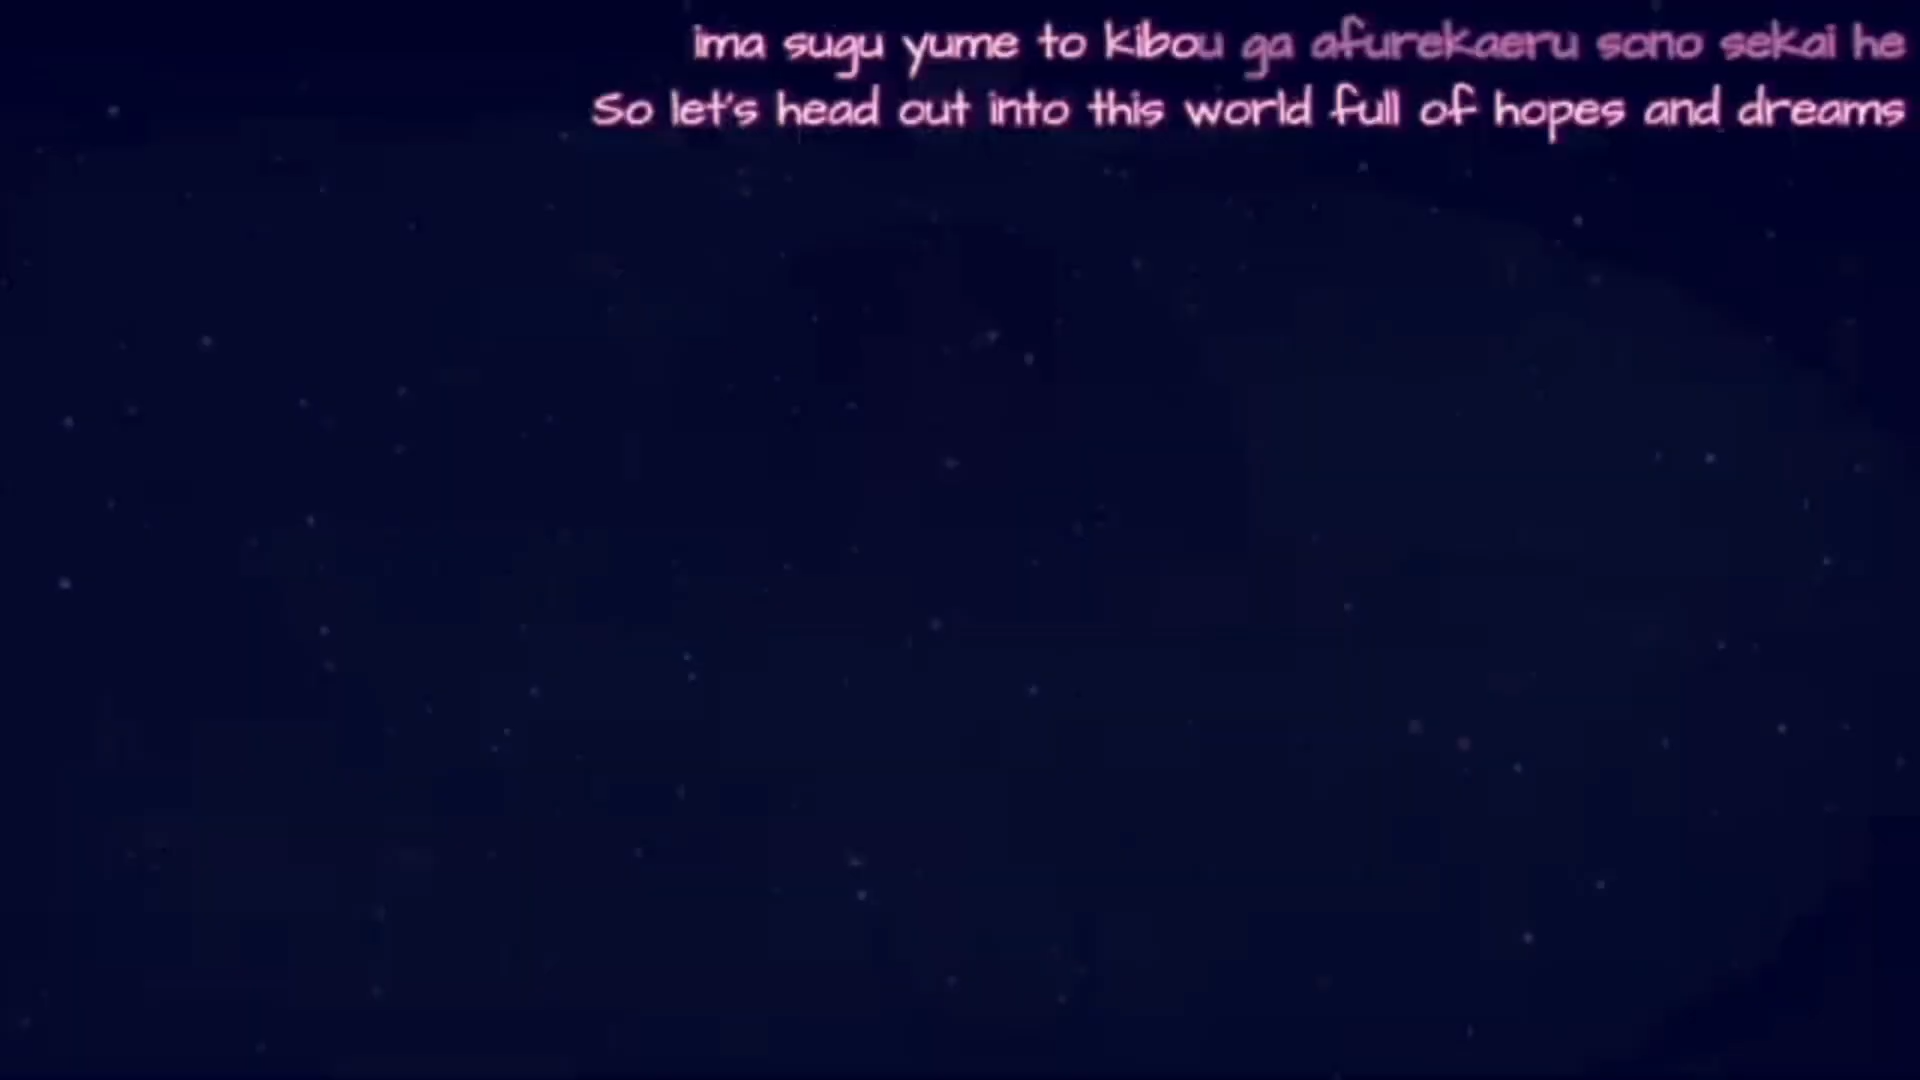 ima sugu yume to kibou ga afurekaeru sono sekai he
So let's head out into this world full of hopes and dreams